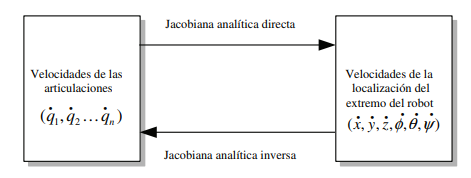 Jacobiana analítica directa
Velocidades de las
articulaciones
(q̇₁, q̇₂ … q̇ₙ)
Velocidades de la
localización del
extremo del robot
(ẋ, ẏ, ż, ϕ̇, θ̇, ψ̇)
Jacobiana analítica inversa